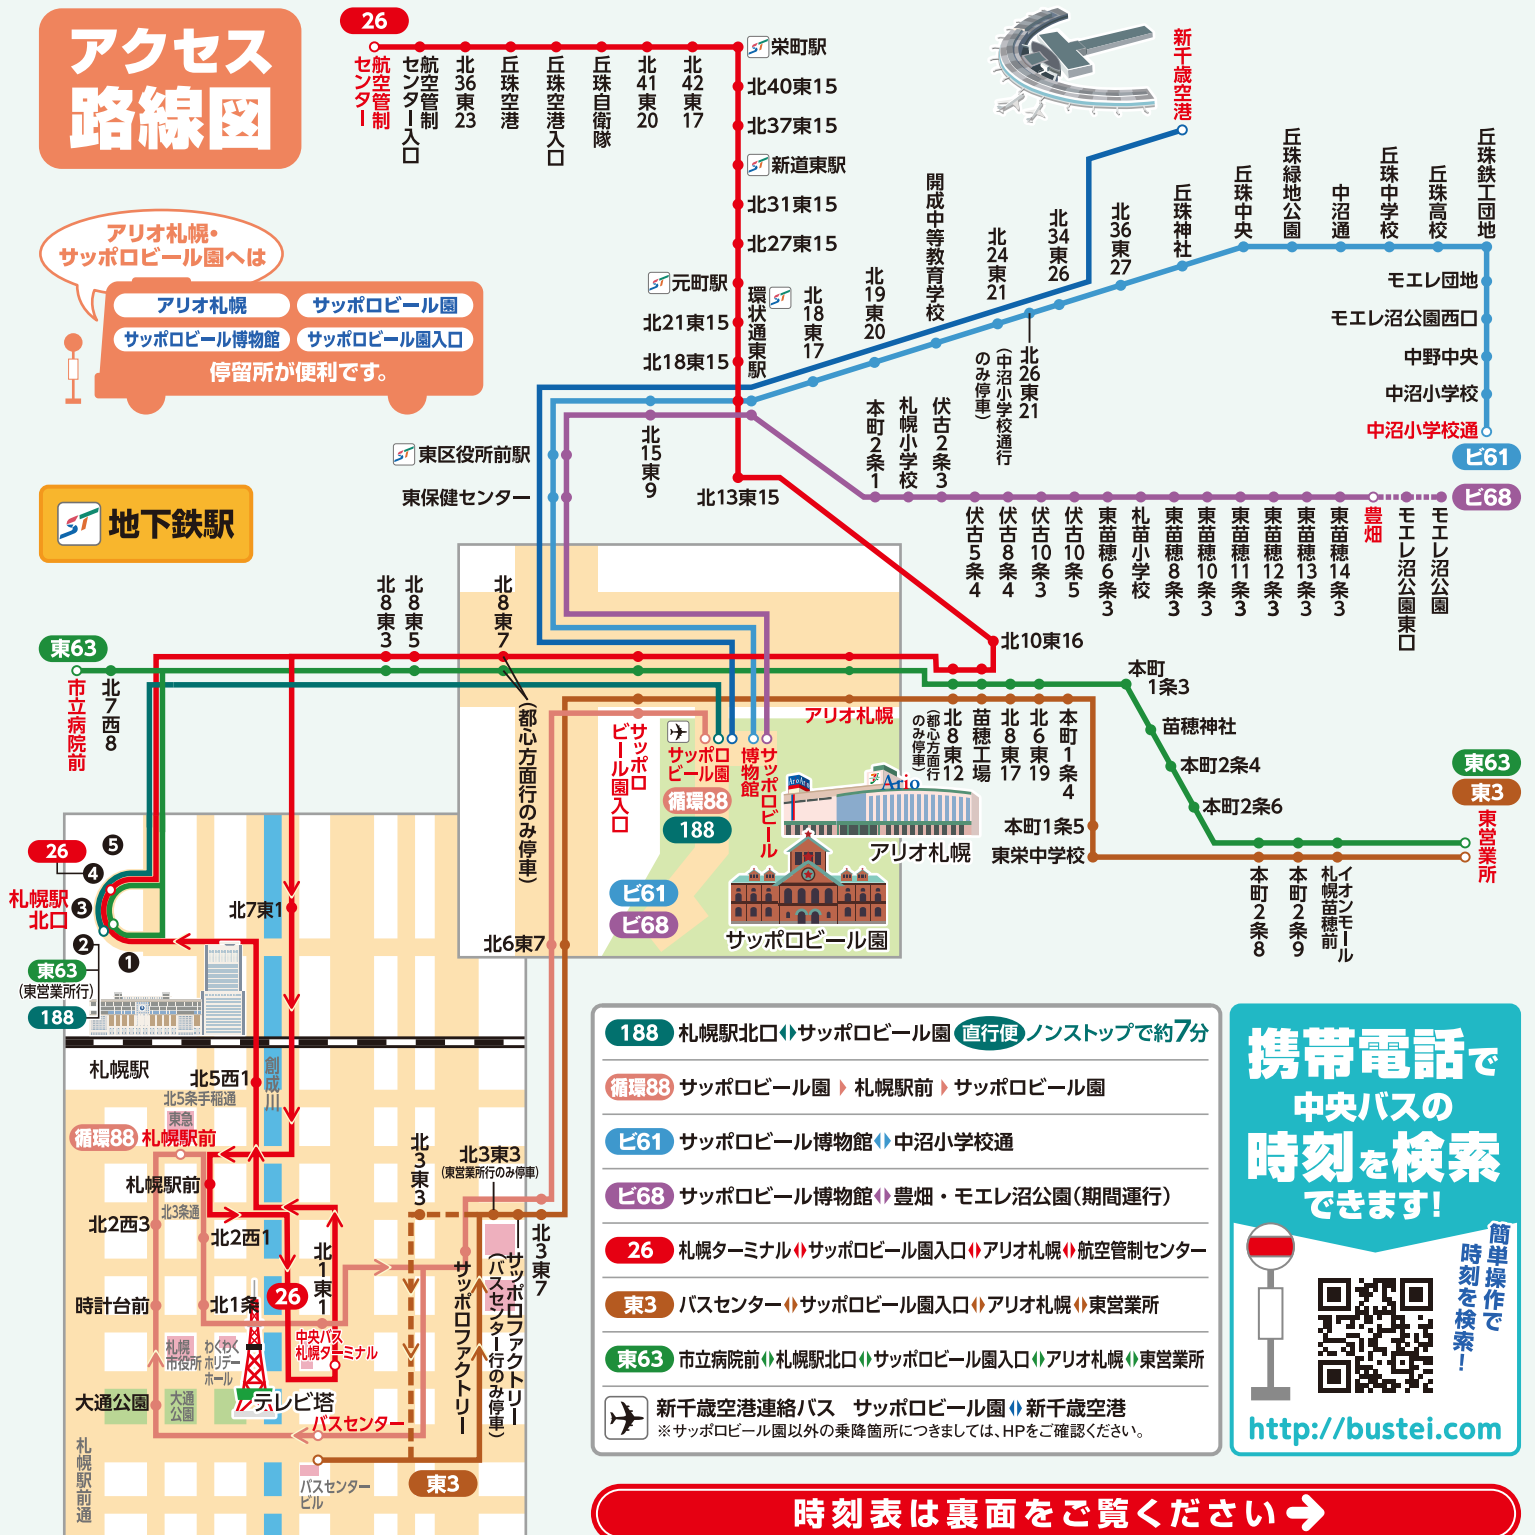 アクセス
路線図
26
航空管制
センター
航空管制
センター入口
北36東23
丘珠空港
丘珠空港入口
丘珠自衛隊
北41東20
北42東17
栄町駅
北40東15
北37東15
新道東駅
北31東15
北27東15
元町駅
環状通東駅
北21東15
北18東15
北13東15
北10東16
新千歳空港
アリオ札幌・
サッポロビール園へは
アリオ札幌
サッポロビール園
サッポロビール博物館
サッポロビール園入口
停留所が便利です。
北18東17
北19東20
開成中等教育学校
北24東21
北26東21
(中沼小学校通行
のみ停車)
北34東26
北36東27
丘珠神社
丘珠中央
丘珠緑地公園
中沼通
丘珠中学校
丘珠高校
丘珠鉄工団地
モエレ団地
モエレ沼公園西口
中野中央
中沼小学校
中沼小学校通
ビ61
ビ68
東区役所前駅
東保健センター
北15東9
本町2条1
札幌小学校
伏古2条3
伏古5条4
伏古8条4
伏古10条3
伏古10条5
東苗穂6条3
札苗小学校
東苗穂8条3
東苗穂10条3
東苗穂11条3
東苗穂12条3
東苗穂13条3
東苗穂14条3
豊畑
モエレ沼公園東口
モエレ沼公園
ST 地下鉄駅
東63
市立病院前
北7西8
北8東3
北8東5
北8東7
(都心方面行のみ停車)
サッポロ
ビール園入口
サッポロ
ビール園
循環88
188
サッポロビール
博物館
ビ61
ビ68
アリオ札幌
Ario
アリオ札幌
サッポロビール園
北6東7
北8東12
(都心方面行
のみ停車)
苗穂工場
北8東17
北6東19
本町1条4
本町1条5
東栄中学校
本町
1条3
苗穂神社
本町2条4
本町2条6
東63
東3
東営業所
本町2条8
本町2条9
イオンモール
札幌苗穂前
26
札幌駅
北口
5
4
3
2
1
東63
(東営業所行)
188
札幌駅
北7東1
創成川
北5西1
北5条手稲通
東急
循環88
札幌駅前
札幌駅前
北3条通
北2西3
北2西1
北1東1
時計台前
北1条
26
中央バス
札幌ターミナル
札幌
市役所
わくわく
ホリデー
ホール
大通公園
大通
公園
テレビ塔
バスセンター
札幌駅前通
バスセンター
ビル
東3
北3東3
北3東3
(東営業所行のみ停車)
北3東7
サッポロファクトリー
サッポロファクトリー
(バスセンター行のみ停車)
188 札幌駅北口 サッポロビール園 直行便 ノンストップで約7分
循環88 サッポロビール園 札幌駅前 サッポロビール園
ビ61 サッポロビール博物館 中沼小学校通
ビ68 サッポロビール博物館 豊畑・モエレ沼公園(期間運行)
26 札幌ターミナル サッポロビール園入口 アリオ札幌 航空管制センター
東3 バスセンター サッポロビール園入口 アリオ札幌 東営業所
東63 市立病院前 札幌駅北口 サッポロビール園入口 アリオ札幌 東営業所
新千歳空港連絡バス サッポロビール園 新千歳空港
※サッポロビール園以外の乗降箇所につきましては、HPをご確認ください。
携帯電話で
中央バスの
時刻を検索
できます!
簡単操作で
時刻を検索!
http://bustei.com
時刻表は裏面をご覧ください